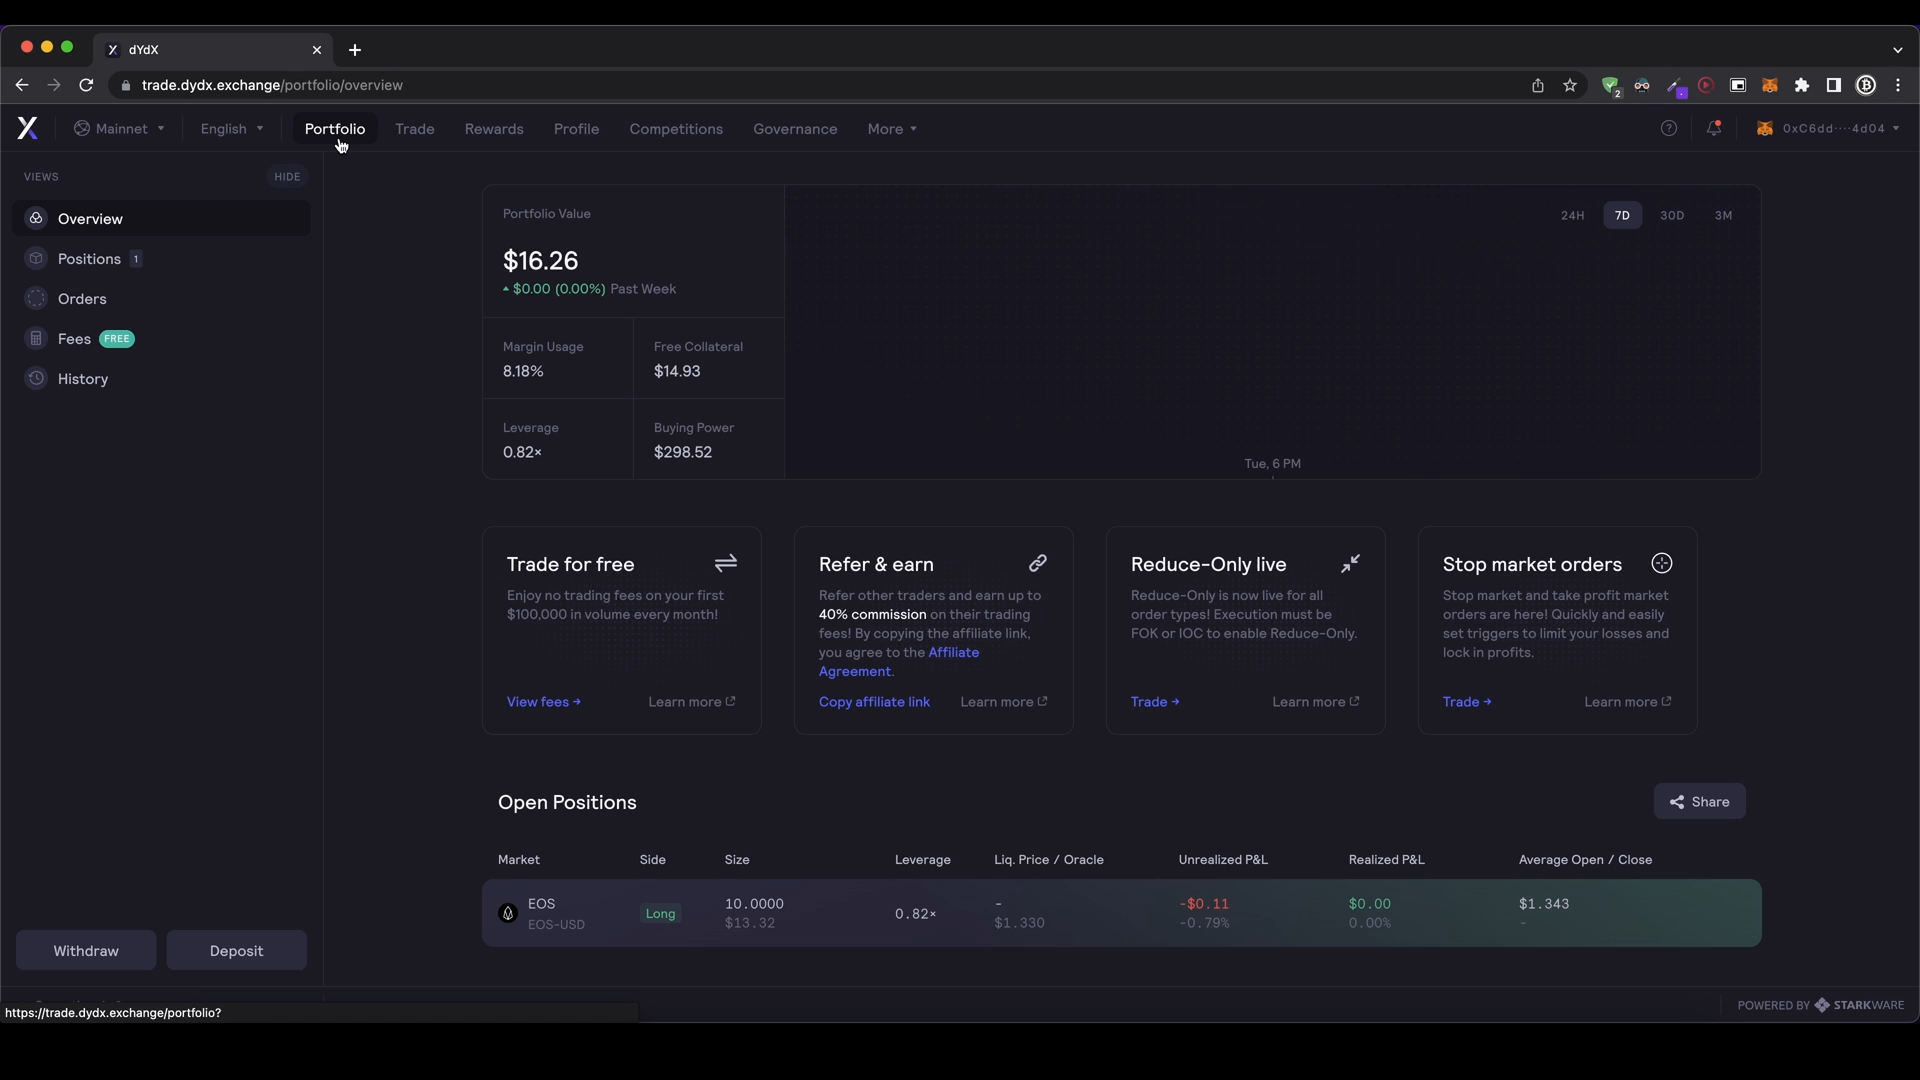 dYdX
trade.dydx.exchange/portfolio/overview
2
Mainnet
English
Portfolio
Trade
Rewards
Profile
Competitions
Governance
More
0xC6dd····4d04
VIEWS
HIDE
Overview
Positions 1
Orders
Fees FREE
History
Portfolio Value
$16.26
$0.00 (0.00%) Past Week
24H
7D
30D
3M
Margin Usage
8.18%
Free Collateral
$14.93
Leverage
0.82×
Buying Power
$298.52
Tue, 6 PM
Trade for free
Enjoy no trading fees on your first
$100,000 in volume every month!
View fees →
Learn more
Refer & earn
Refer other traders and earn up to
40% commission on their trading
fees! By copying the affiliate link,
you agree to the Affiliate
Agreement.
Copy affiliate link
Learn more
Reduce-Only live
Reduce-Only is now live for all
order types! Execution must be
FOK or IOC to enable Reduce-Only.
Trade →
Learn more
Stop market orders
Stop market and take profit market
orders are here! Quickly and easily
set triggers to limit your losses and
lock in profits.
Trade →
Learn more
Open Positions
Share
Market
Side
Size
Leverage
Liq. Price / Oracle
Unrealized P&L
Realized P&L
Average Open / Close
EOS
EOS-USD
Long
10.0000
$13.32
0.82×
-
$1.330
-$0.11
-0.79%
$0.00
0.00%
$1.343
-
Withdraw
Deposit
https://trade.dydx.exchange/portfolio?
POWERED BY STARKWARE